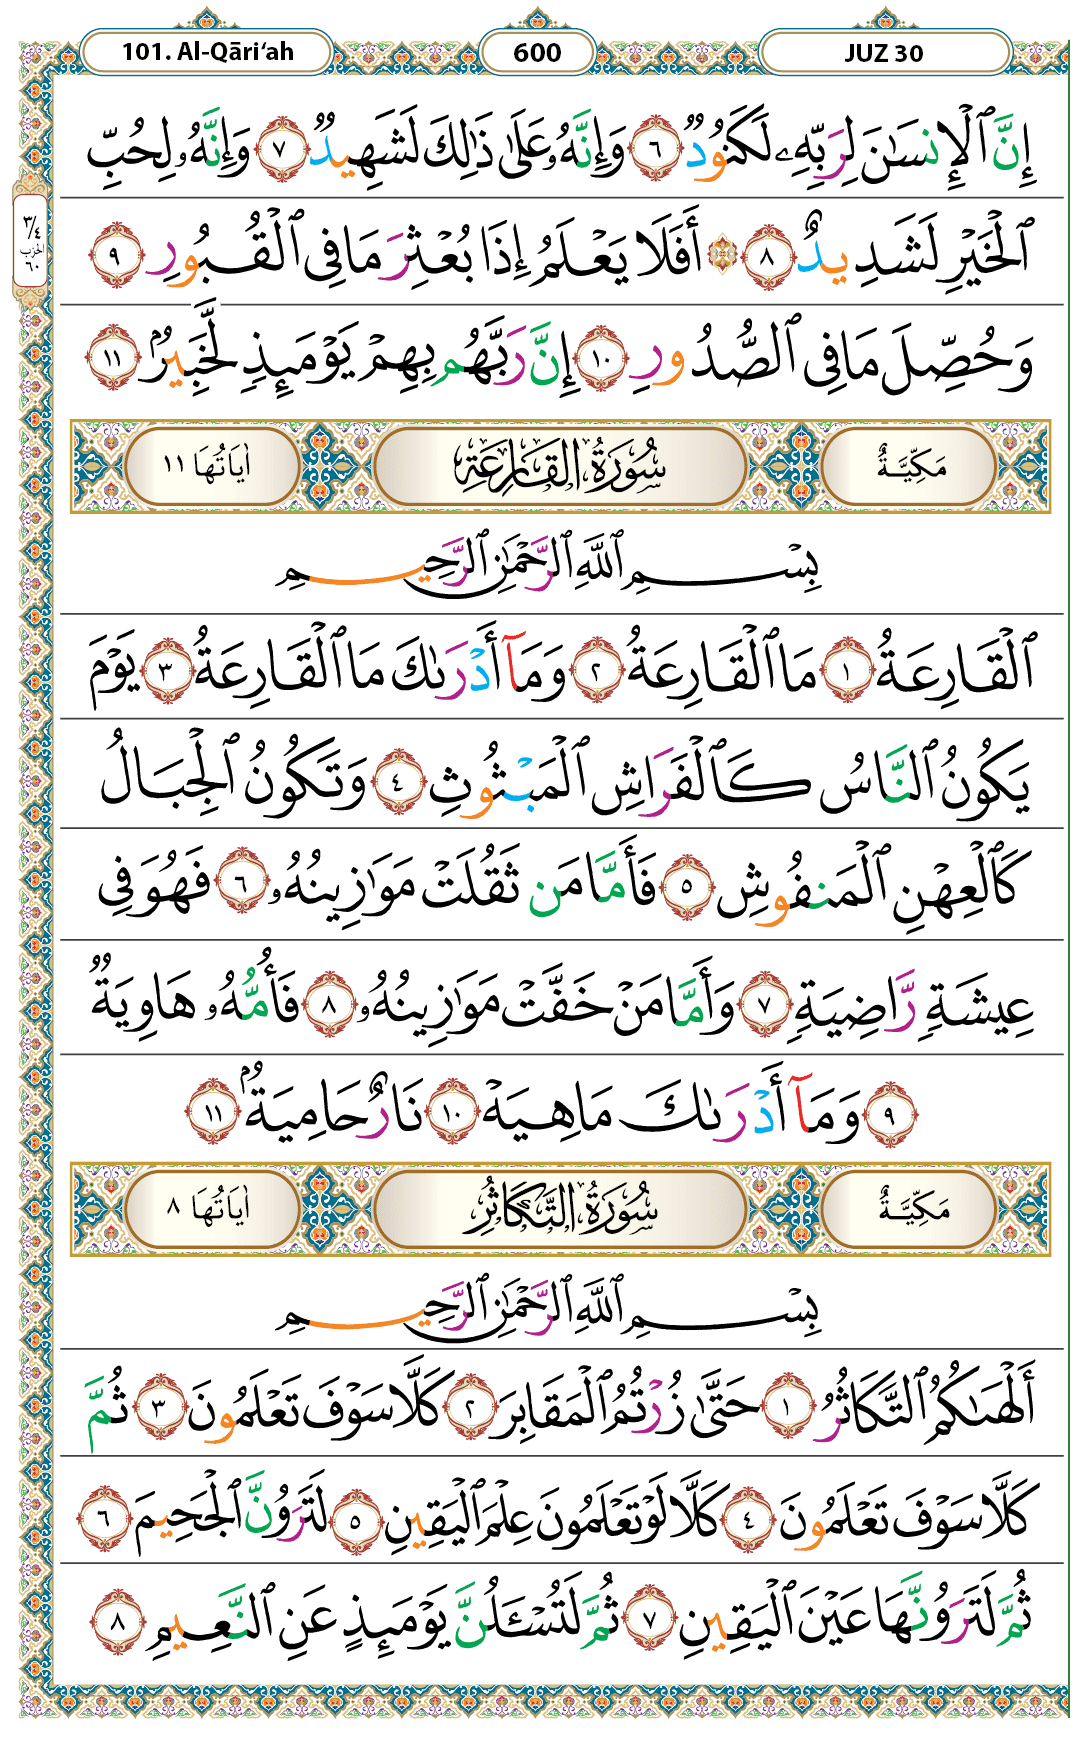 101. Al-Qāri‘ah 600 JUZ 30
إِنَّ ٱلْإِنسَـٰنَ لِرَبِّهِۦ لَكَنُودٌ ٦ وَإِنَّهُۥ عَلَىٰ ذَٰلِكَ لَشَهِيدٌ ٧ وَإِنَّهُۥ لِحُبِّ
٣/٤ الحزب ٦٠
ٱلْخَيْرِ لَشَدِيدٌ ٨ ۞ أَفَلَا يَعْلَمُ إِذَا بُعْثِرَ مَا فِى ٱلْقُبُورِ ٩
وَحُصِّلَ مَا فِى ٱلصُّدُورِ ١٠ إِنَّ رَبَّهُم بِهِمْ يَوْمَئِذٍ لَّخَبِيرٌۢ ١١
مَكِّيَّةٌ سُورَةُ القَارِعَةِ اٰيَاتُهَا ١١
بِسْمِ ٱللَّهِ ٱلرَّحْمَـٰنِ ٱلرَّحِيمِ
ٱلْقَارِعَةُ ١ مَا ٱلْقَارِعَةُ ٢ وَمَآ أَدْرَىٰكَ مَا ٱلْقَارِعَةُ ٣ يَوْمَ
يَكُونُ ٱلنَّاسُ كَٱلْفَرَاشِ ٱلْمَبْثُوثِ ٤ وَتَكُونُ ٱلْجِبَالُ
كَٱلْعِهْنِ ٱلْمَنفُوشِ ٥ فَأَمَّا مَن ثَقُلَتْ مَوَٰزِينُهُۥ ٦ فَهُوَ فِى
عِيشَةٍ رَّاضِيَةٍ ٧ وَأَمَّا مَنْ خَفَّتْ مَوَٰزِينُهُۥ ٨ فَأُمُّهُۥ هَاوِيَةٌ
٩ وَمَآ أَدْرَىٰكَ مَا هِيَهْ ١٠ نَارٌ حَامِيَةٌۢ ١١
مَكِّيَّةٌ سُورَةُ التَّكَاثُرِ اٰيَاتُهَا ٨
بِسْمِ ٱللَّهِ ٱلرَّحْمَـٰنِ ٱلرَّحِيمِ
أَلْهَىٰكُمُ ٱلتَّكَاثُرُ ١ حَتَّىٰ زُرْتُمُ ٱلْمَقَابِرَ ٢ كَلَّا سَوْفَ تَعْلَمُونَ ٣ ثُمَّ
كَلَّا سَوْفَ تَعْلَمُونَ ٤ كَلَّا لَوْ تَعْلَمُونَ عِلْمَ ٱلْيَقِينِ ٥ لَتَرَوُنَّ ٱلْجَحِيمَ ٦
ثُمَّ لَتَرَوُنَّهَا عَيْنَ ٱلْيَقِينِ ٧ ثُمَّ لَتُسْـَٔلُنَّ يَوْمَئِذٍ عَنِ ٱلنَّعِيمِ ٨